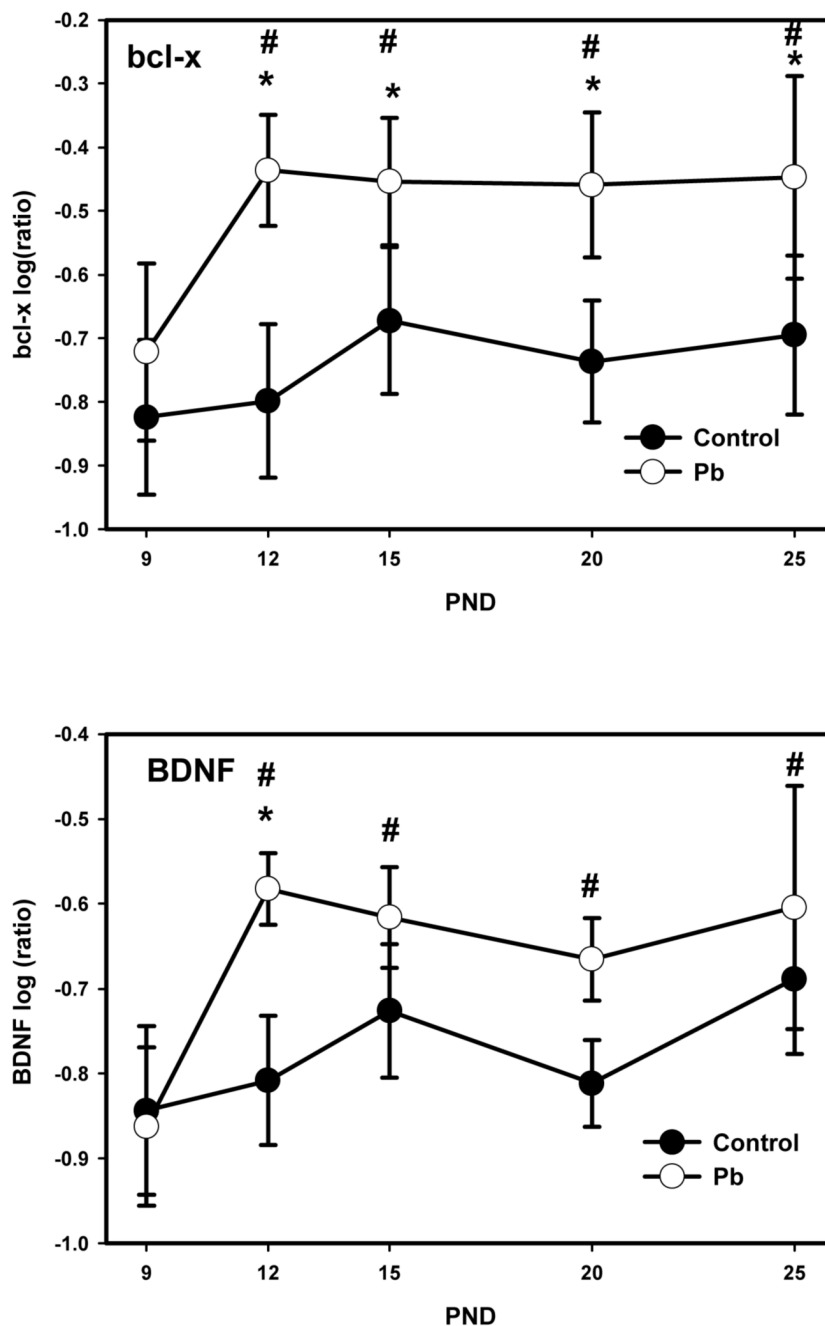 bcl-x
# # # #
* * * *
-0.2
-0.3
-0.4
-0.5
-0.6
-0.7
-0.8
-0.9
-1.0
bcl-x log(ratio)
Control
Pb
9 12 15 20 25
PND
BDNF
# # # #
*
-0.4
-0.5
-0.6
-0.7
-0.8
-0.9
-1.0
BDNF log (ratio)
Control
Pb
9 12 15 20 25
PND